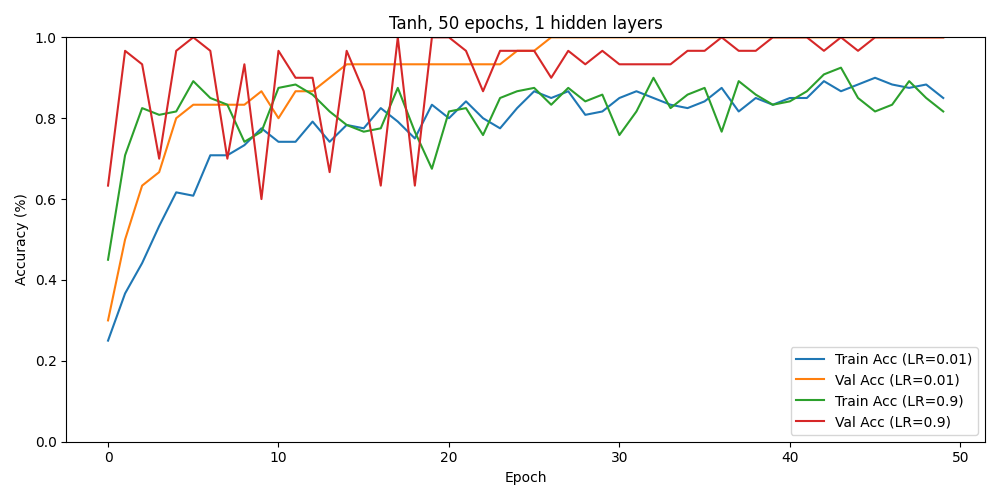 Tanh, 50 epochs, 1 hidden layers
1.0
0.8
0.6
0.4
0.2
0.0
Accuracy (%)
0 10 20 30 40 50
Epoch
Train Acc (LR=0.01)
Val Acc (LR=0.01)
Train Acc (LR=0.9)
Val Acc (LR=0.9)